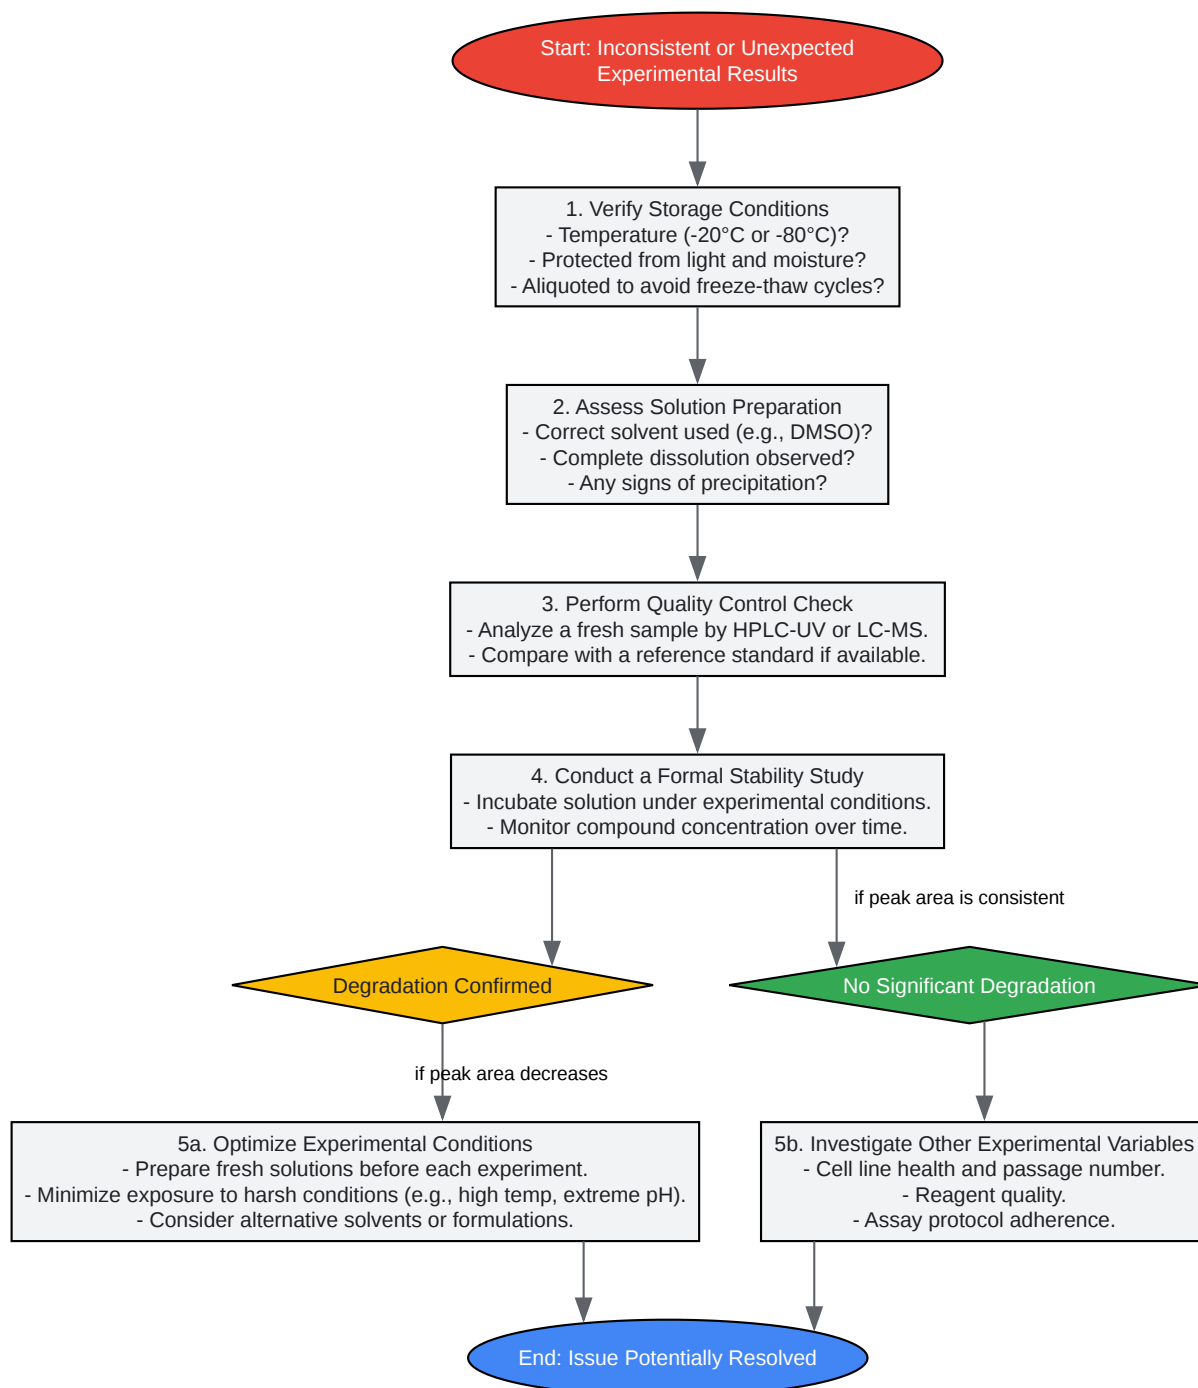 Start: Inconsistent or Unexpected
Experimental Results
1. Verify Storage Conditions
- Temperature (-20°C or -80°C)?
- Protected from light and moisture?
- Aliquoted to avoid freeze-thaw cycles?
2. Assess Solution Preparation
- Correct solvent used (e.g., DMSO)?
- Complete dissolution observed?
- Any signs of precipitation?
3. Perform Quality Control Check
- Analyze a fresh sample by HPLC-UV or LC-MS.
- Compare with a reference standard if available.
4. Conduct a Formal Stability Study
- Incubate solution under experimental conditions.
- Monitor compound concentration over time.
if peak area is consistent
Degradation Confirmed
No Significant Degradation
if peak area decreases
5a. Optimize Experimental Conditions
- Prepare fresh solutions before each experiment.
- Minimize exposure to harsh conditions (e.g., high temp, extreme pH).
- Consider alternative solvents or formulations.
5b. Investigate Other Experimental Variables
- Cell line health and passage number.
- Reagent quality.
- Assay protocol adherence.
End: Issue Potentially Resolved